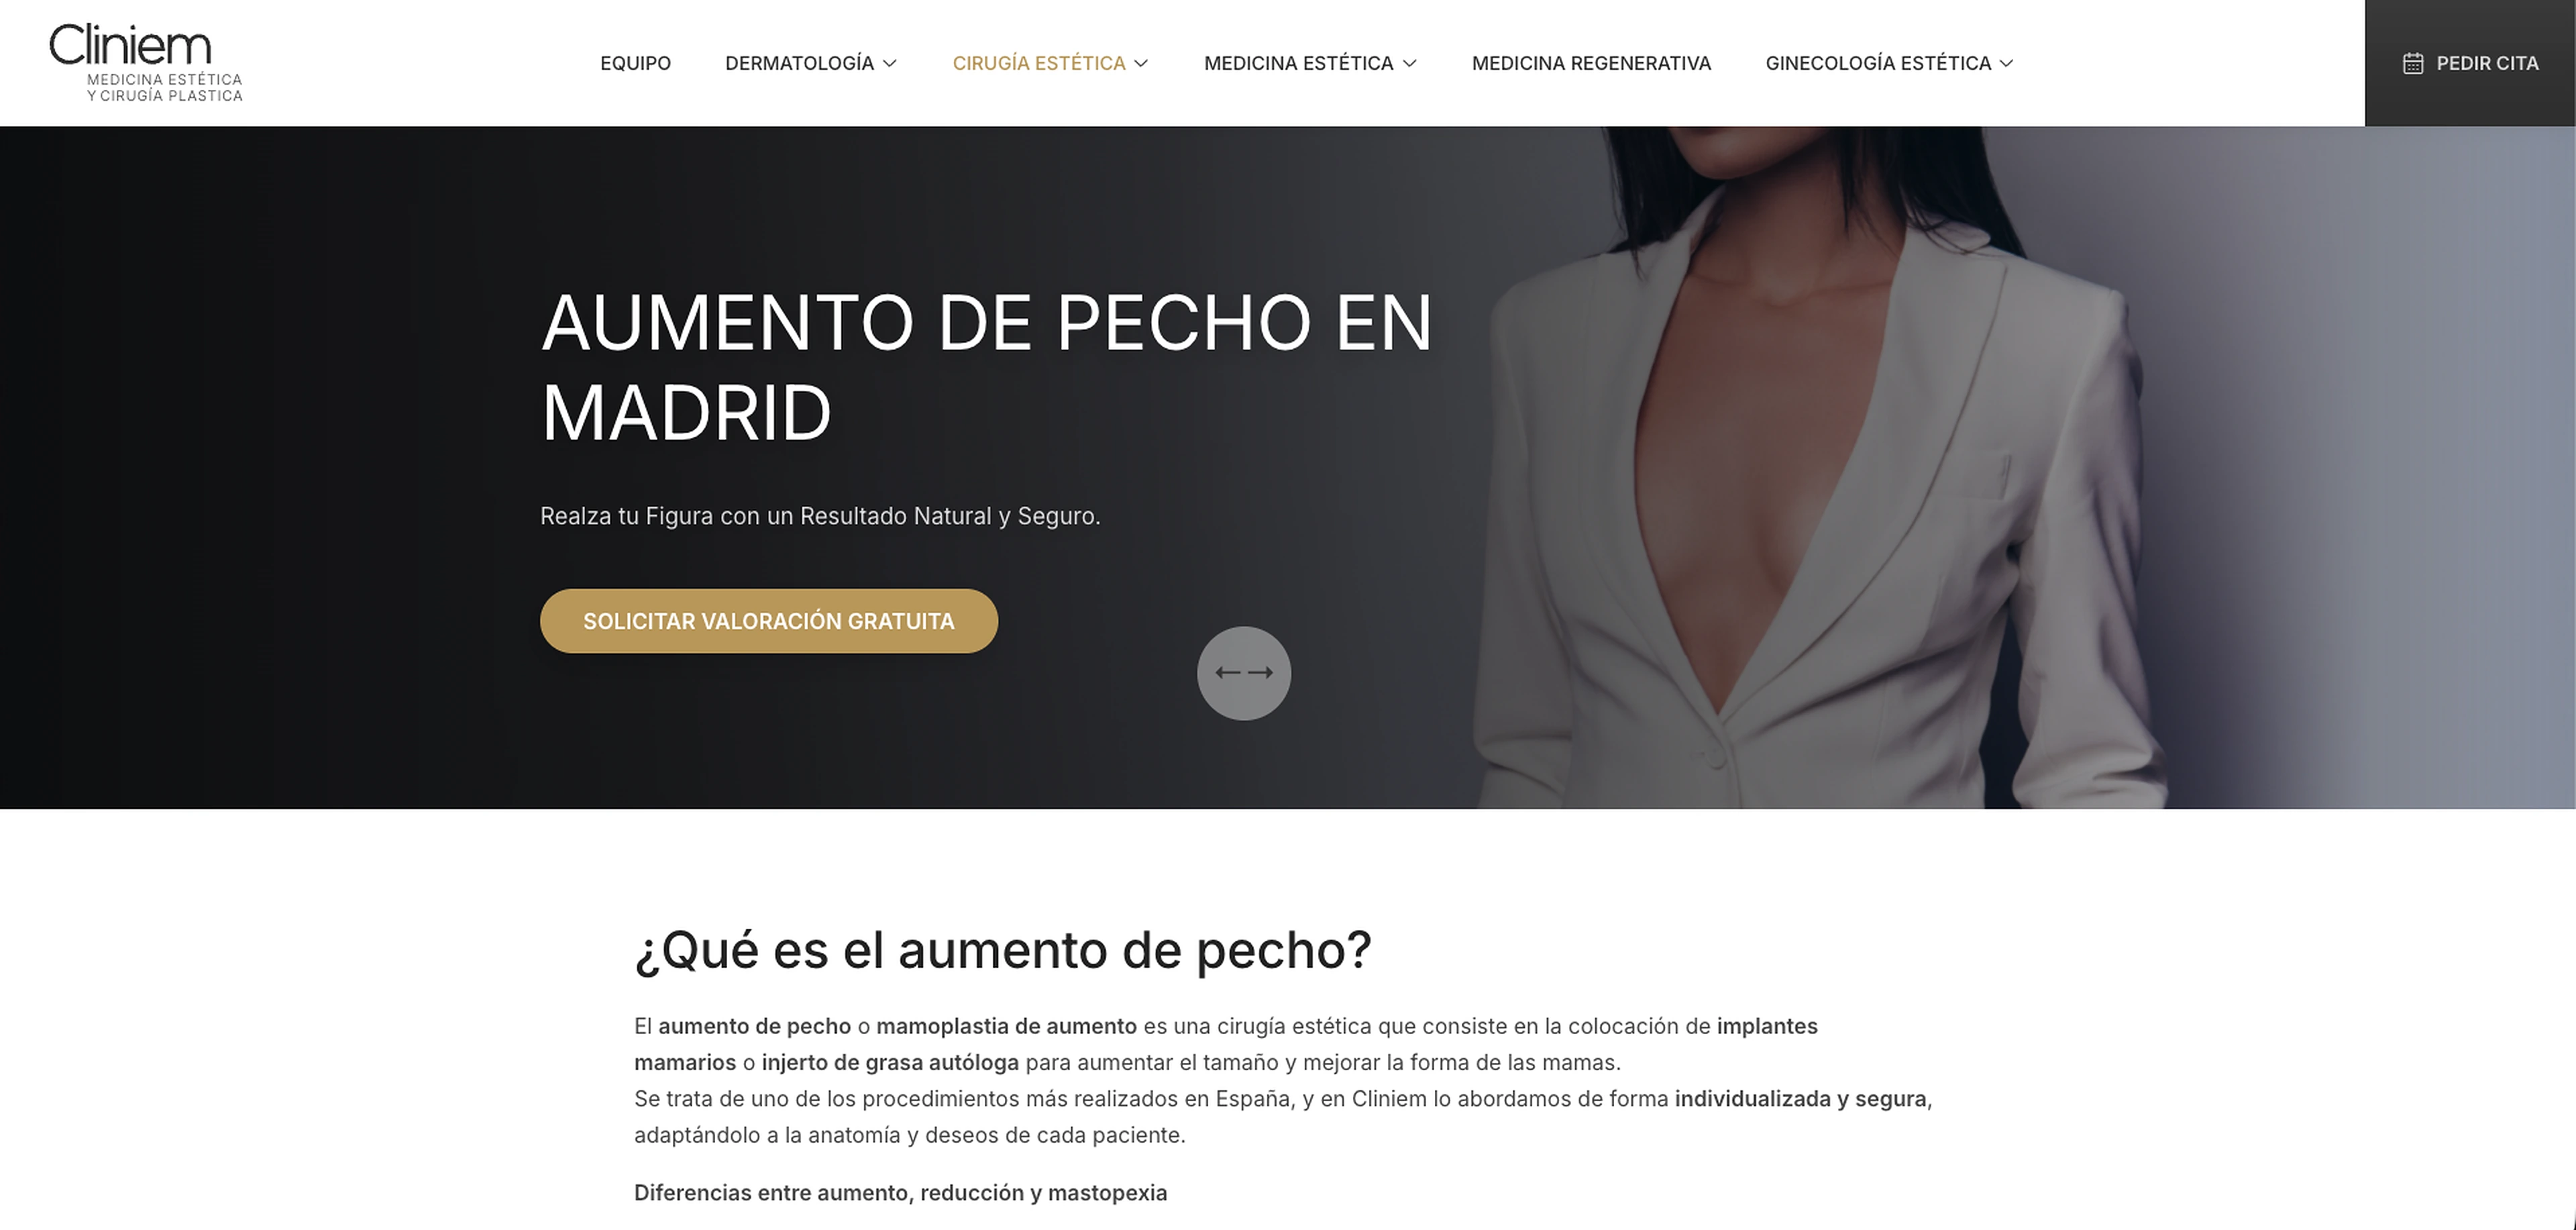 Cliniem
MEDICINA ESTÉTICA
Y CIRUGÍA PLASTICA
EQUIPO
DERMATOLOGÍA
CIRUGÍA ESTÉTICA
MEDICINA ESTÉTICA
MEDICINA REGENERATIVA
GINECOLOGÍA ESTÉTICA
PEDIR CITA
AUMENTO DE PECHO EN
MADRID
Realza tu Figura con un Resultado Natural y Seguro.
SOLICITAR VALORACIÓN GRATUITA
¿Qué es el aumento de pecho?
El aumento de pecho o mamoplastia de aumento es una cirugía estética que consiste en la colocación de implantes
mamarios o injerto de grasa autóloga para aumentar el tamaño y mejorar la forma de las mamas.
Se trata de uno de los procedimientos más realizados en España, y en Cliniem lo abordamos de forma individualizada y segura,
adaptándolo a la anatomía y deseos de cada paciente.
Diferencias entre aumento, reducción y mastopexia